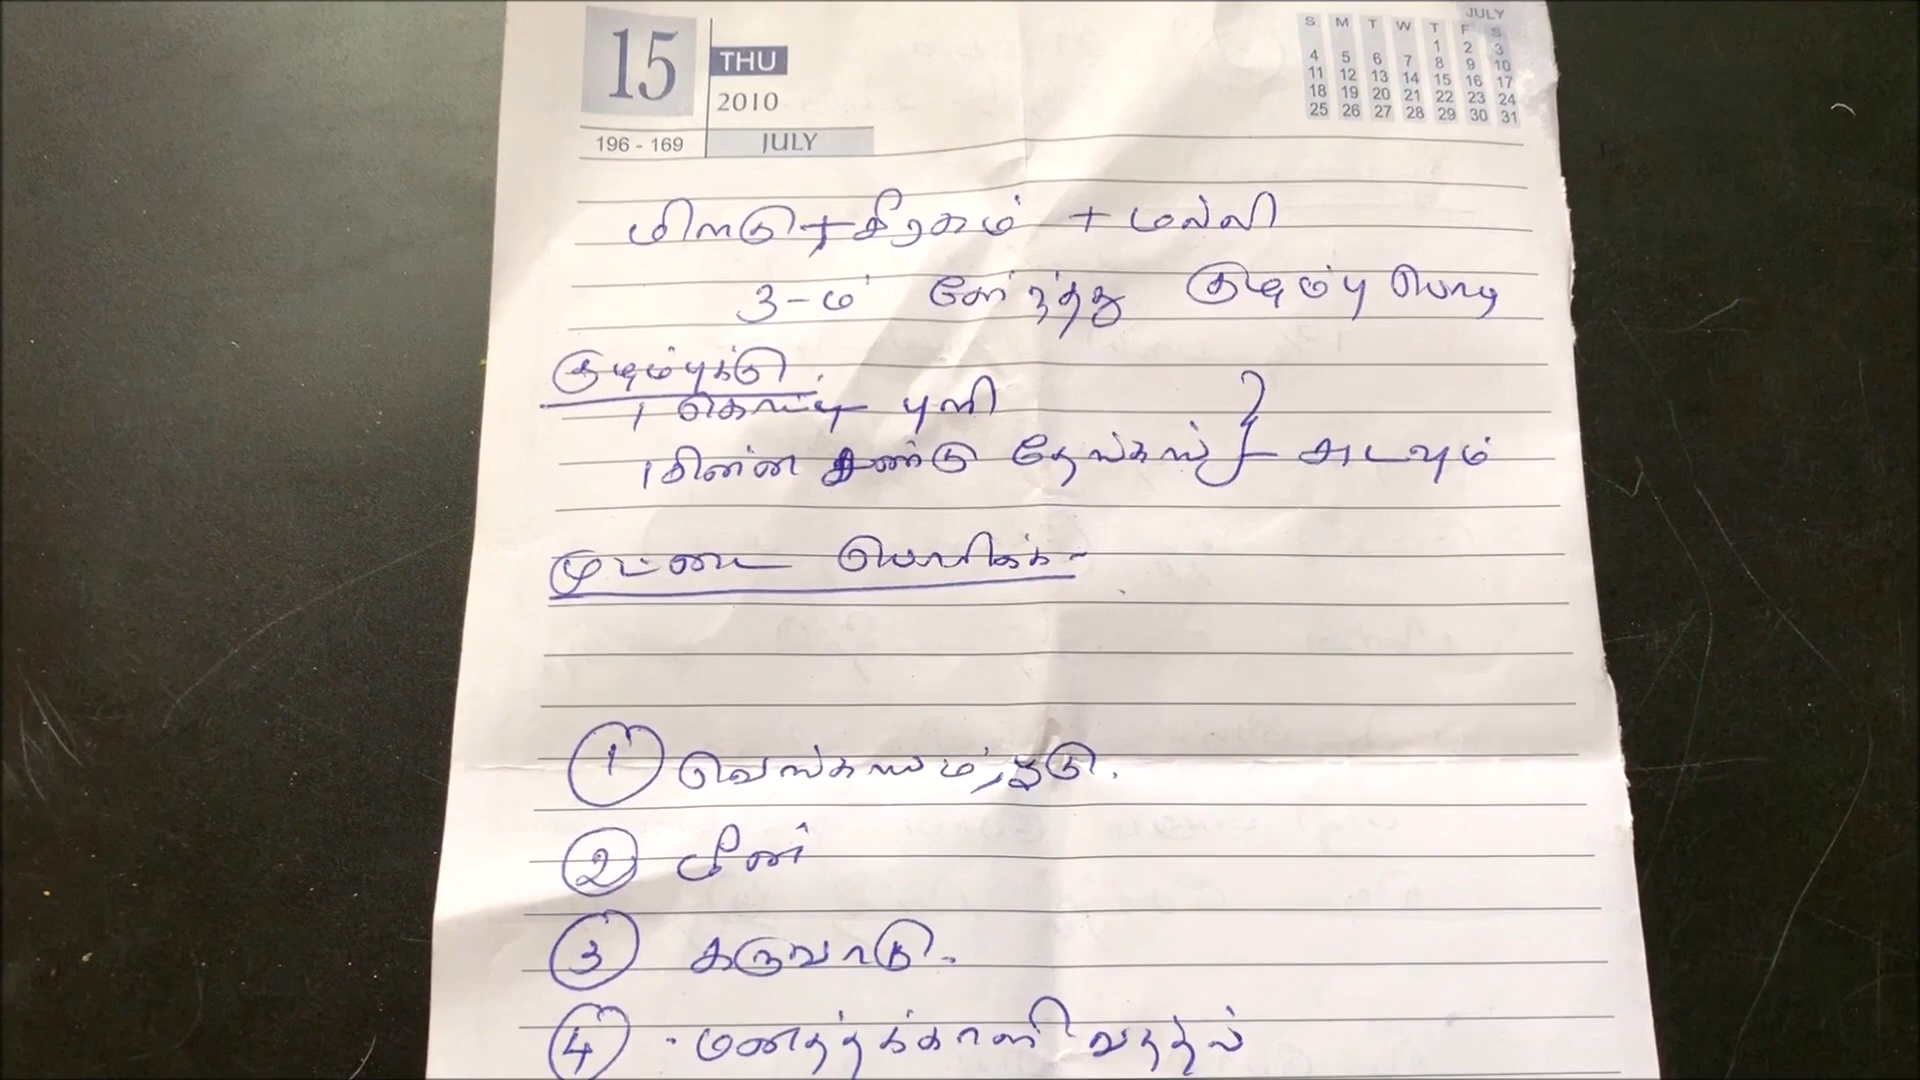 15 THU
2010
196 - 169 JULY
JULY
S M T W T F S
1 2 3
4 5 6 7 8 9 10
11 12 13 14 15 16 17
18 19 20 21 22 23 24
25 26 27 28 29 30 31
மிளகு + சீரகம் + மல்லி
3-ம் சேர்த்து குழம்பு பொடி
குழம்புக்கு
1 கொட்டை புளி
1 சின்ன துண்டு தேங்காய் } அரைவும்
முட்டை பொரிக்க -
① வெங்காயம், பூடு.
② மீன்
③ கருவாடு.
④ மணத்தக்காளி வத்தல்